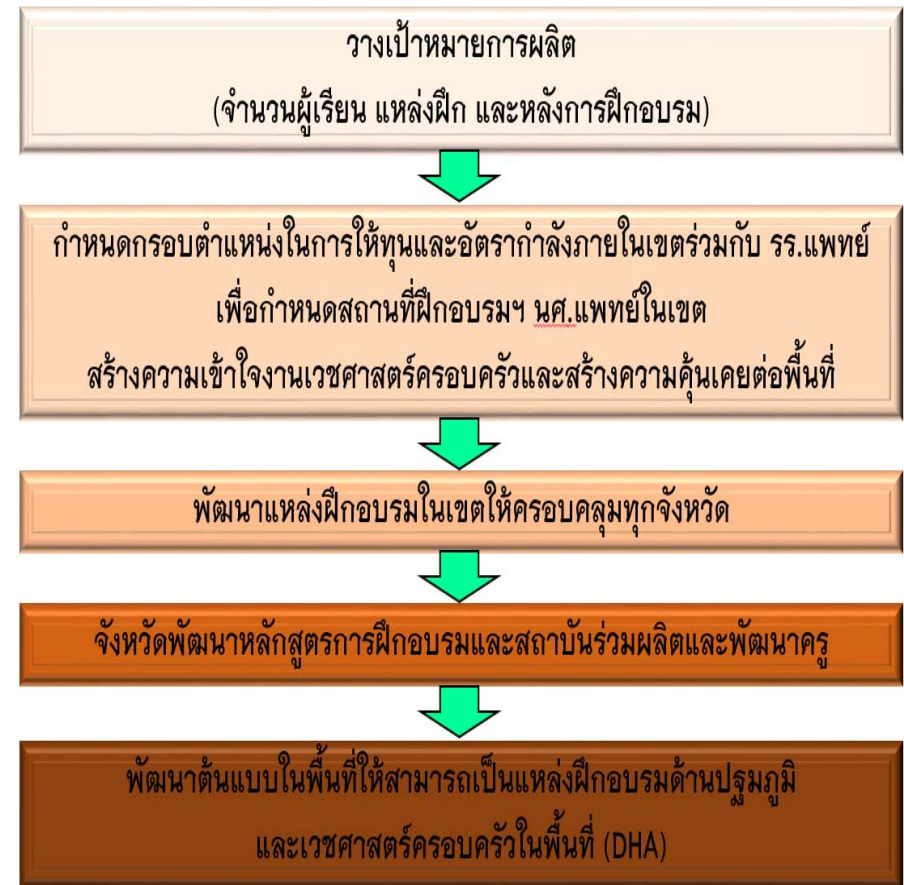 วางเป้าหมายการผลิต
(จำนวนผู้เรียน แหล่งฝึก และหลังการฝึกอบรม)
กำหนดกรอบตำแหน่งในการให้ทุนและอัตรากำลังภายในเขตร่วมกับ รร.แพทย์
เพื่อกำหนดสถานที่ฝึกอบรมฯ นศ.แพทย์ในเขต
สร้างความเข้าใจงานเวชศาสตร์ครอบครัวและสร้างความคุ้นเคยต่อพื้นที่
พัฒนาแหล่งฝึกอบรมในเขตให้ครอบคลุมทุกจังหวัด
จังหวัดพัฒนาหลักสูตรการฝึกอบรมและสถาบันร่วมผลิตและพัฒนาครู
พัฒนาต้นแบบในพื้นที่ให้สามารถเป็นแหล่งฝึกอบรมด้านปฐมภูมิ
และเวชศาสตร์ครอบครัวในพื้นที่ (DHA)